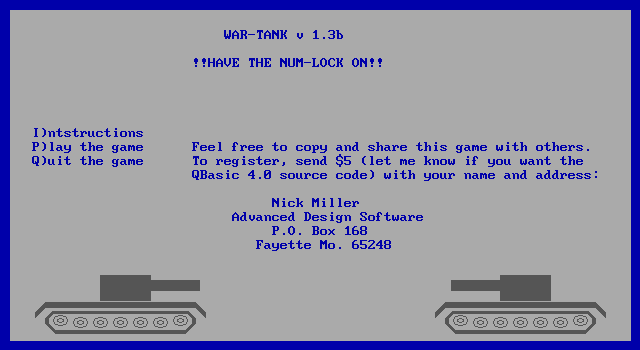 WAR-TANK v 1.3b
!!HAVE THE NUM-LOCK ON!!
I)ntstructions
P)lay the game
Q)uit the game
Feel free to copy and share this game with others.
To register, send $5 (let me know if you want the
QBasic 4.0 source code) with your name and address:
Nick Miller
Advanced Design Software
P.O. Box 168
Fayette Mo. 65248